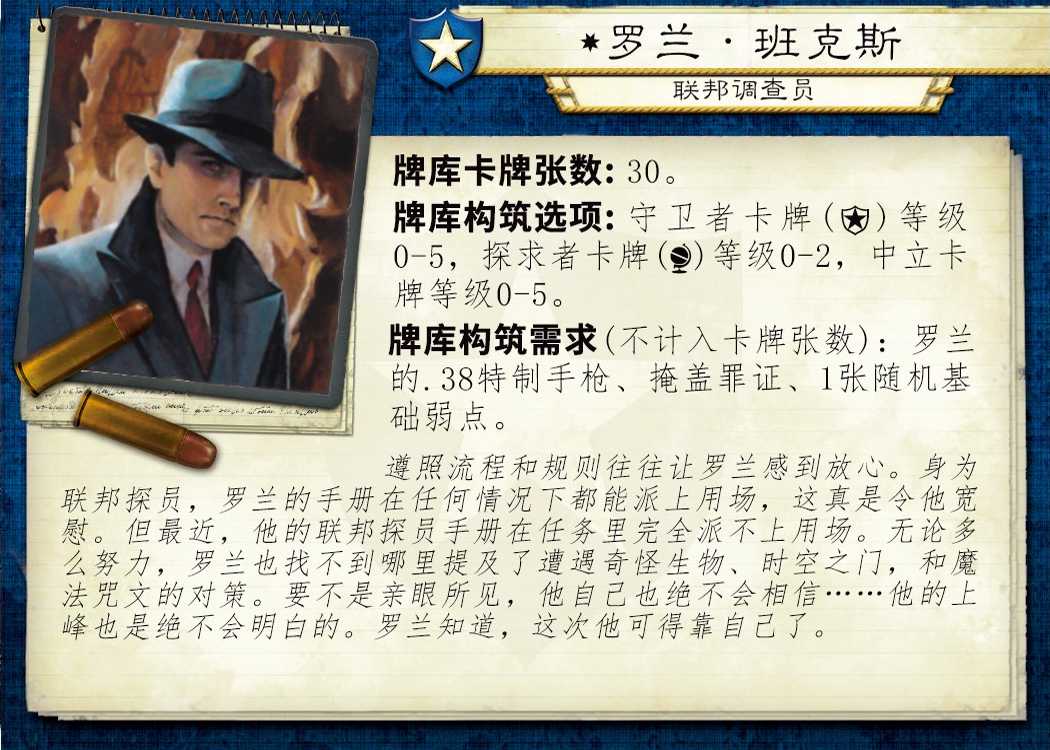 罗兰·班克斯
联邦调查员
牌库卡牌张数: 30。
牌库构筑选项: 守卫者卡牌()等级
0-5，探求者卡牌()等级0-2，中立卡
牌等级0-5。
牌库构筑需求(不计入卡牌张数)：罗兰
的.38特制手枪、掩盖罪证、1张随机基
础弱点。
遵照流程和规则往往让罗兰感到放心。身为
联邦探员，罗兰的手册在任何情况下都能派上用场，这真是令他宽
慰。但最近，他的联邦探员手册在任务里完全派不上用场。无论多
么努力，罗兰也找不到哪里提及了遭遇奇怪生物、时空之门，和魔
法咒文的对策。要不是亲眼所见，他自己也绝不会相信……他的上
峰也是绝不会明白的。罗兰知道，这次他可得靠自己了。